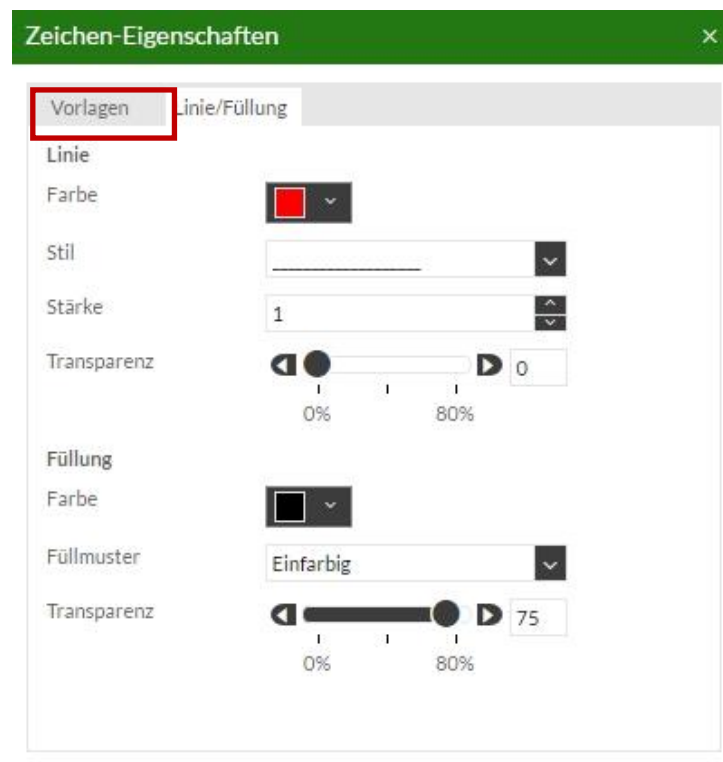 Zeichen-Eigenschaften
Vorlagen Linie/Füllung
Linie
Farbe
Stil
Stärke 1
Transparenz 0
0% 80%
Füllung
Farbe
Füllmuster Einfarbig
Transparenz 75
0% 80%